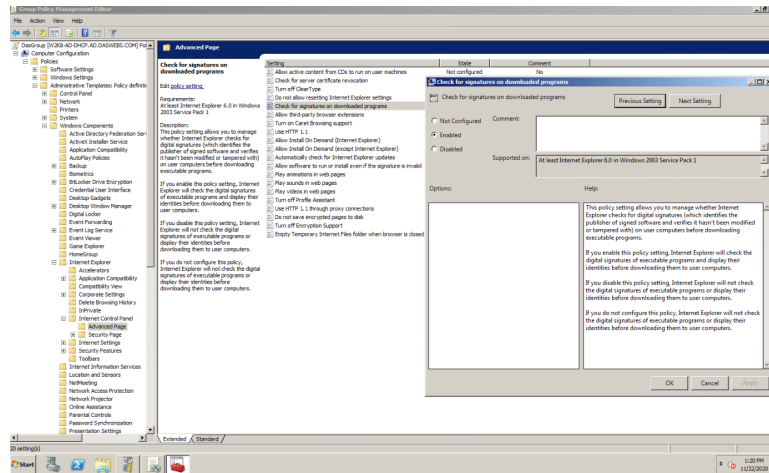 Group Policy Management Editor
File Action View Help
DasGroup [W2K8-AD-DHCP.AD.DASWEBS.COM] Pol
Computer Configuration
Policies
Software Settings
Windows Settings
Administrative Templates: Policy definitio
Control Panel
Network
Printers
System
Windows Components
Active Directory Federation Serv
ActiveX Installer Service
Application Compatibility
AutoPlay Policies
Backup
Biometrics
BitLocker Drive Encryption
Credential User Interface
Desktop Gadgets
Desktop Window Manager
Digital Locker
Event Forwarding
Event Log Service
Event Viewer
Game Explorer
HomeGroup
Internet Explorer
Accelerators
Application Compatibility
Compatibility View
Corporate Settings
Delete Browsing History
InPrivate
Internet Control Panel
Advanced Page
Security Page
Internet Settings
Security Features
Toolbars
Internet Information Services
Location and Sensors
NetMeeting
Network Access Protection
Network Projector
Online Assistance
Parental Controls
Password Synchronization
Presentation Settings
20 setting(s)
Advanced Page
Check for signatures on
downloaded programs
Edit policy setting.
Requirements:
At least Internet Explorer 6.0 in Windows
2003 Service Pack 1
Description:
This policy setting allows you to manage
whether Internet Explorer checks for
digital signatures (which identifies the
publisher of signed software and verifies
it hasn't been modified or tampered with)
on user computers before downloading
executable programs.
If you enable this policy setting, Internet
Explorer will check the digital signatures
of executable programs and display their
identities before downloading them to
user computers.
If you disable this policy setting, Internet
Explorer will not check the digital
signatures of executable programs or
display their identities before
downloading them to user computers.
If you do not configure this policy,
Internet Explorer will not check the digital
signatures of executable programs or
display their identities before
downloading them to user computers.
Setting State Comment
Allow active content from CDs to run on user machines Not configured No
Check for server certificate revocation
Turn off ClearType
Do not allow resetting Internet Explorer settings
Check for signatures on downloaded programs
Allow third-party browser extensions
Turn on Caret Browsing support
Use HTTP 1.1
Allow Install On Demand (Internet Explorer)
Allow Install On Demand (except Internet Explorer)
Automatically check for Internet Explorer updates
Allow software to run or install even if the signature is invalid
Play animations in web pages
Play sounds in web pages
Play videos in web pages
Turn off Profile Assistant
Use HTTP 1.1 through proxy connections
Do not save encrypted pages to disk
Turn off Encryption Support
Empty Temporary Internet Files folder when browser is closed
Extended Standard
Check for signatures on downloaded programs
Check for signatures on downloaded programs
Previous Setting Next Setting
Not Configured Comment:
Enabled
Disabled
Supported on: At least Internet Explorer 6.0 in Windows 2003 Service Pack 1
Options: Help:
This policy setting allows you to manage whether Internet
Explorer checks for digital signatures (which identifies the
publisher of signed software and verifies it hasn't been modified
or tampered with) on user computers before downloading
executable programs.
If you enable this policy setting, Internet Explorer will check the
digital signatures of executable programs and display their
identities before downloading them to user computers.
If you disable this policy setting, Internet Explorer will not check
the digital signatures of executable programs or display their
identities before downloading them to user computers.
If you do not configure this policy, Internet Explorer will not check
the digital signatures of executable programs or display their
identities before downloading them to user computers.
OK Cancel Apply
Start
1:20 PM
11/22/2020